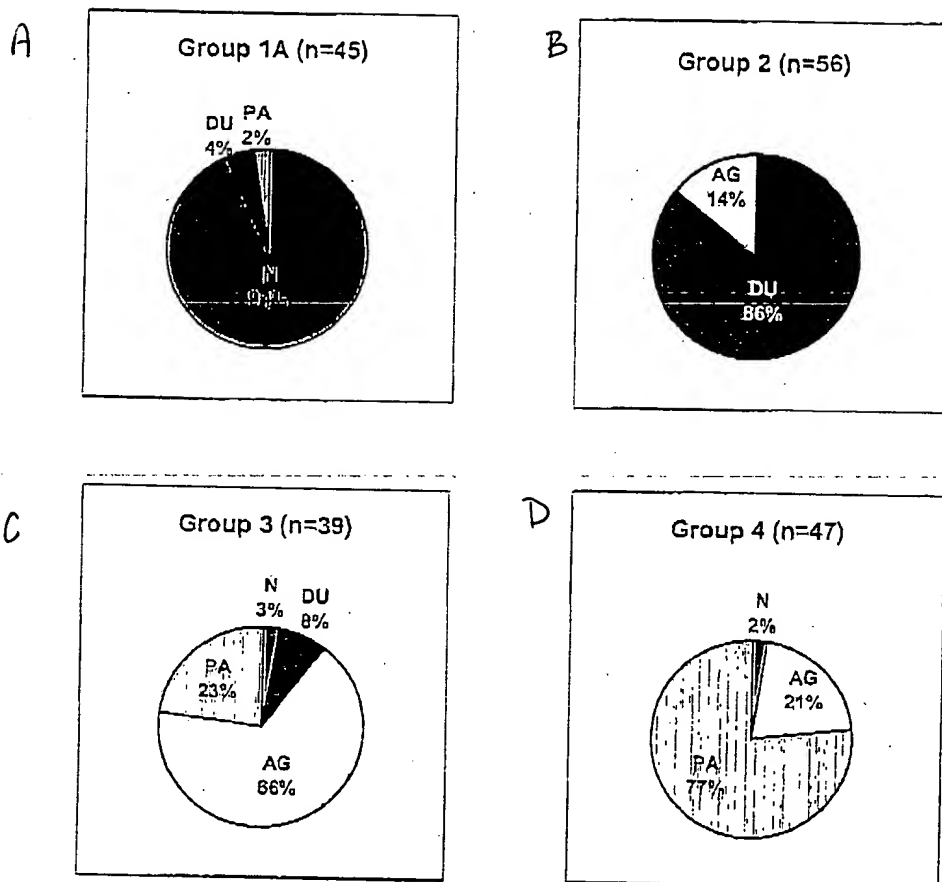 A
Group 1A (n=45)
DU
4%
PA
2%
N
B
Group 2 (n=56)
AG
14%
DU
86%
C
Group 3 (n=39)
N
3%
DU
8%
PA
23%
AG
66%
D
Group 4 (n=47)
N
2%
AG
21%
PA
77%